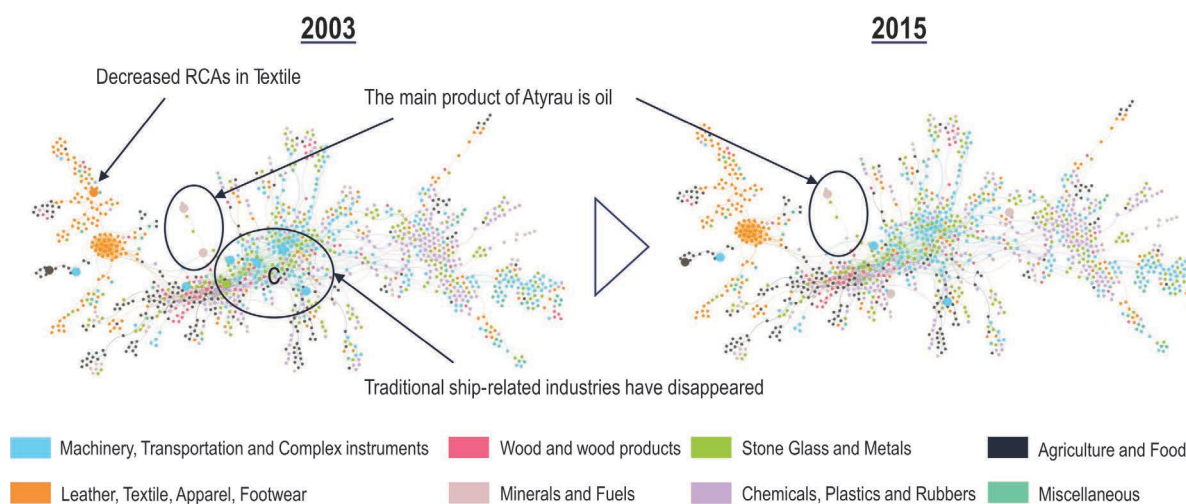 2003
2015
Decreased RCAs in Textile
The main product of Atyrau is oil
C
Traditional ship-related industries have disappeared
Machinery, Transportation and Complex instruments
Wood and wood products
Stone Glass and Metals
Agriculture and Food
Leather, Textile, Apparel, Footwear
Minerals and Fuels
Chemicals, Plastics and Rubbers
Miscellaneous